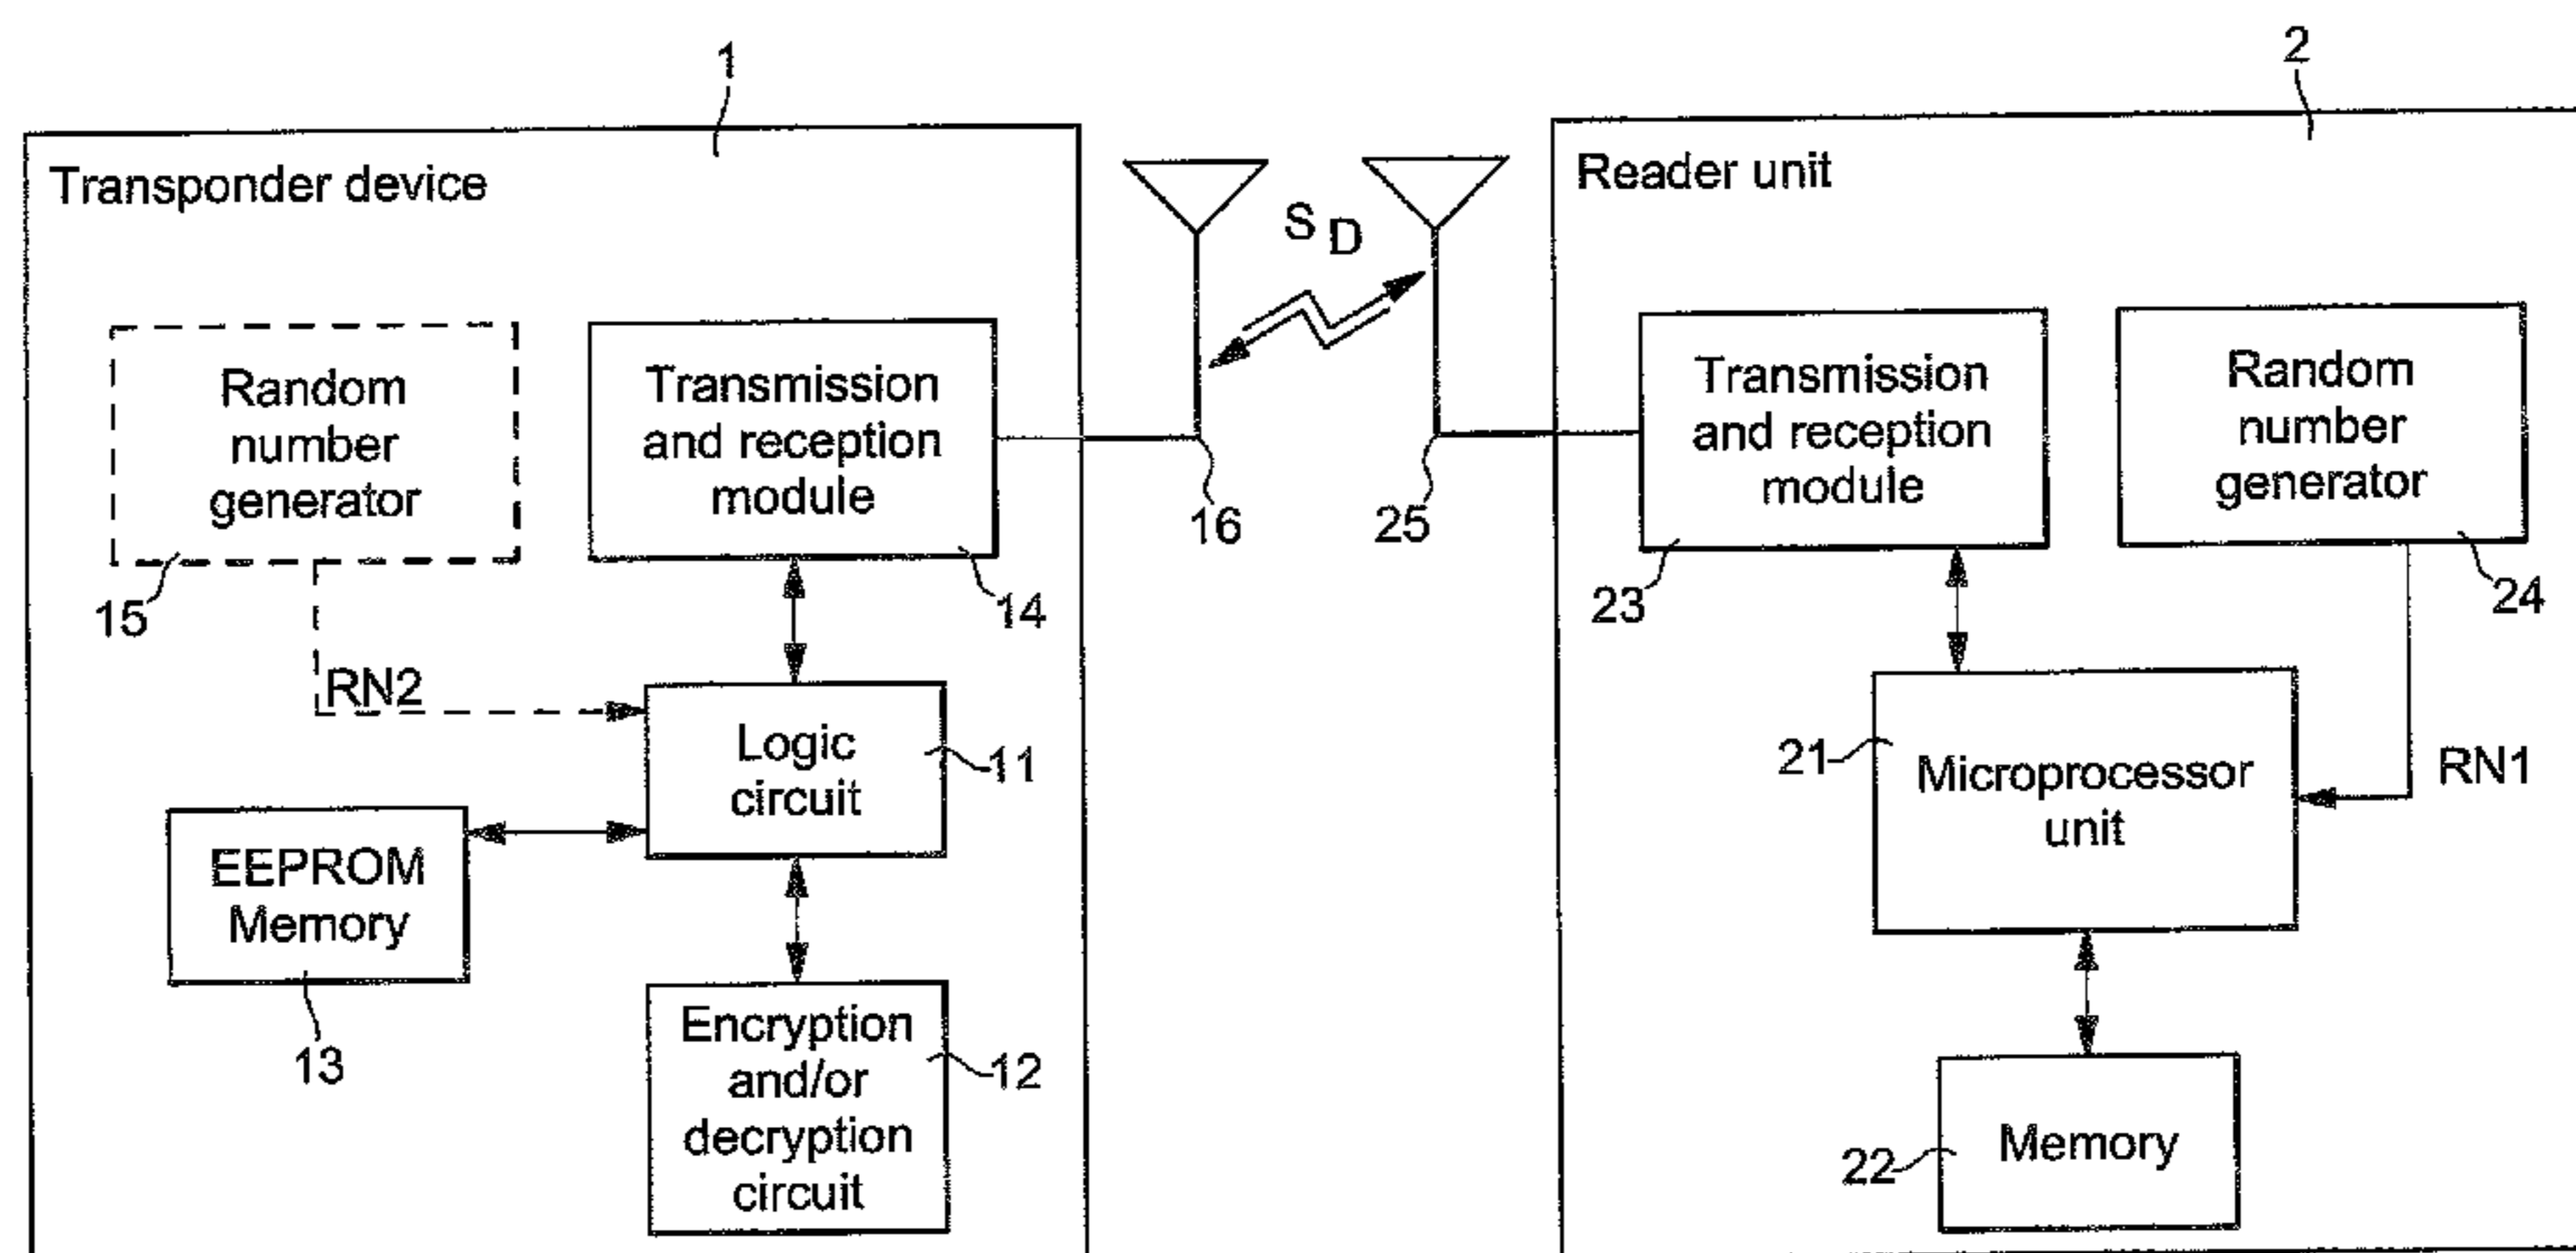 1
2
Transponder device
Reader unit
S D
Random
number
generator
Transmission
and reception
module
Transmission
and reception
module
Random
number
generator
16
25
15
14
23
24
RN2
Logic
circuit
11
21
Microprocessor
unit
RN1
EEPROM
Memory
13
Encryption
and/or
decryption
circuit
12
22
Memory